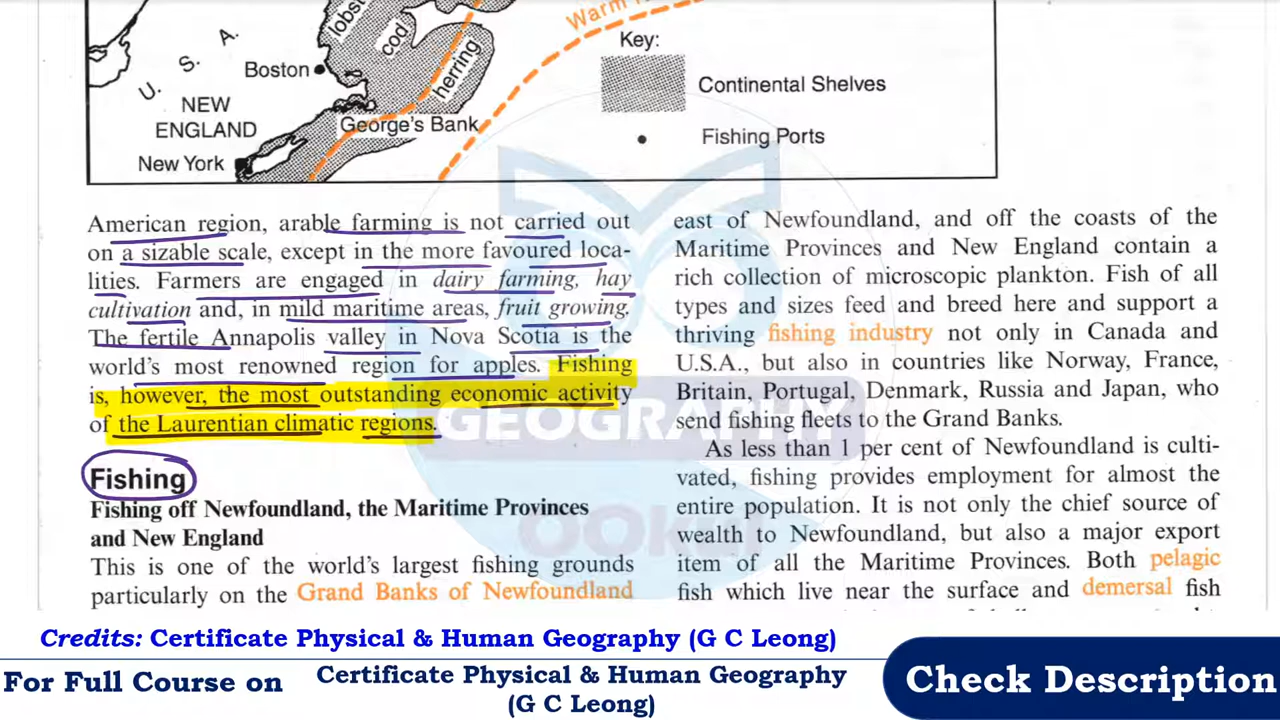 Warm
lobst
cod
herring
U. S. A.
Boston
NEW
ENGLAND
George's Bank
New York
Key:
Continental Shelves
Fishing Ports
American region, arable farming is not carried out
on a sizable scale, except in the more favoured loca-
lities. Farmers are engaged in dairy farming, hay
cultivation and, in mild maritime areas, fruit growing.
The fertile Annapolis valley in Nova Scotia is the
world's most renowned region for apples. Fishing
is, however, the most outstanding economic activity
of the Laurentian climatic regions.
Fishing
Fishing off Newfoundland, the Maritime Provinces
and New England
This is one of the world's largest fishing grounds
particularly on the Grand Banks of Newfoundland
east of Newfoundland, and off the coasts of the
Maritime Provinces and New England contain a
rich collection of microscopic plankton. Fish of all
types and sizes feed and breed here and support a
thriving fishing industry not only in Canada and
U.S.A., but also in countries like Norway, France,
Britain, Portugal, Denmark, Russia and Japan, who
send fishing fleets to the Grand Banks.
As less than 1 per cent of Newfoundland is culti-
vated, fishing provides employment for almost the
entire population. It is not only the chief source of
wealth to Newfoundland, but also a major export
item of all the Maritime Provinces. Both pelagic
fish which live near the surface and demersal fish
GEOGRAPHY
Credits: Certificate Physical & Human Geography (G C Leong)
For Full Course on
Certificate Physical & Human Geography
(G C Leong)
Check Description